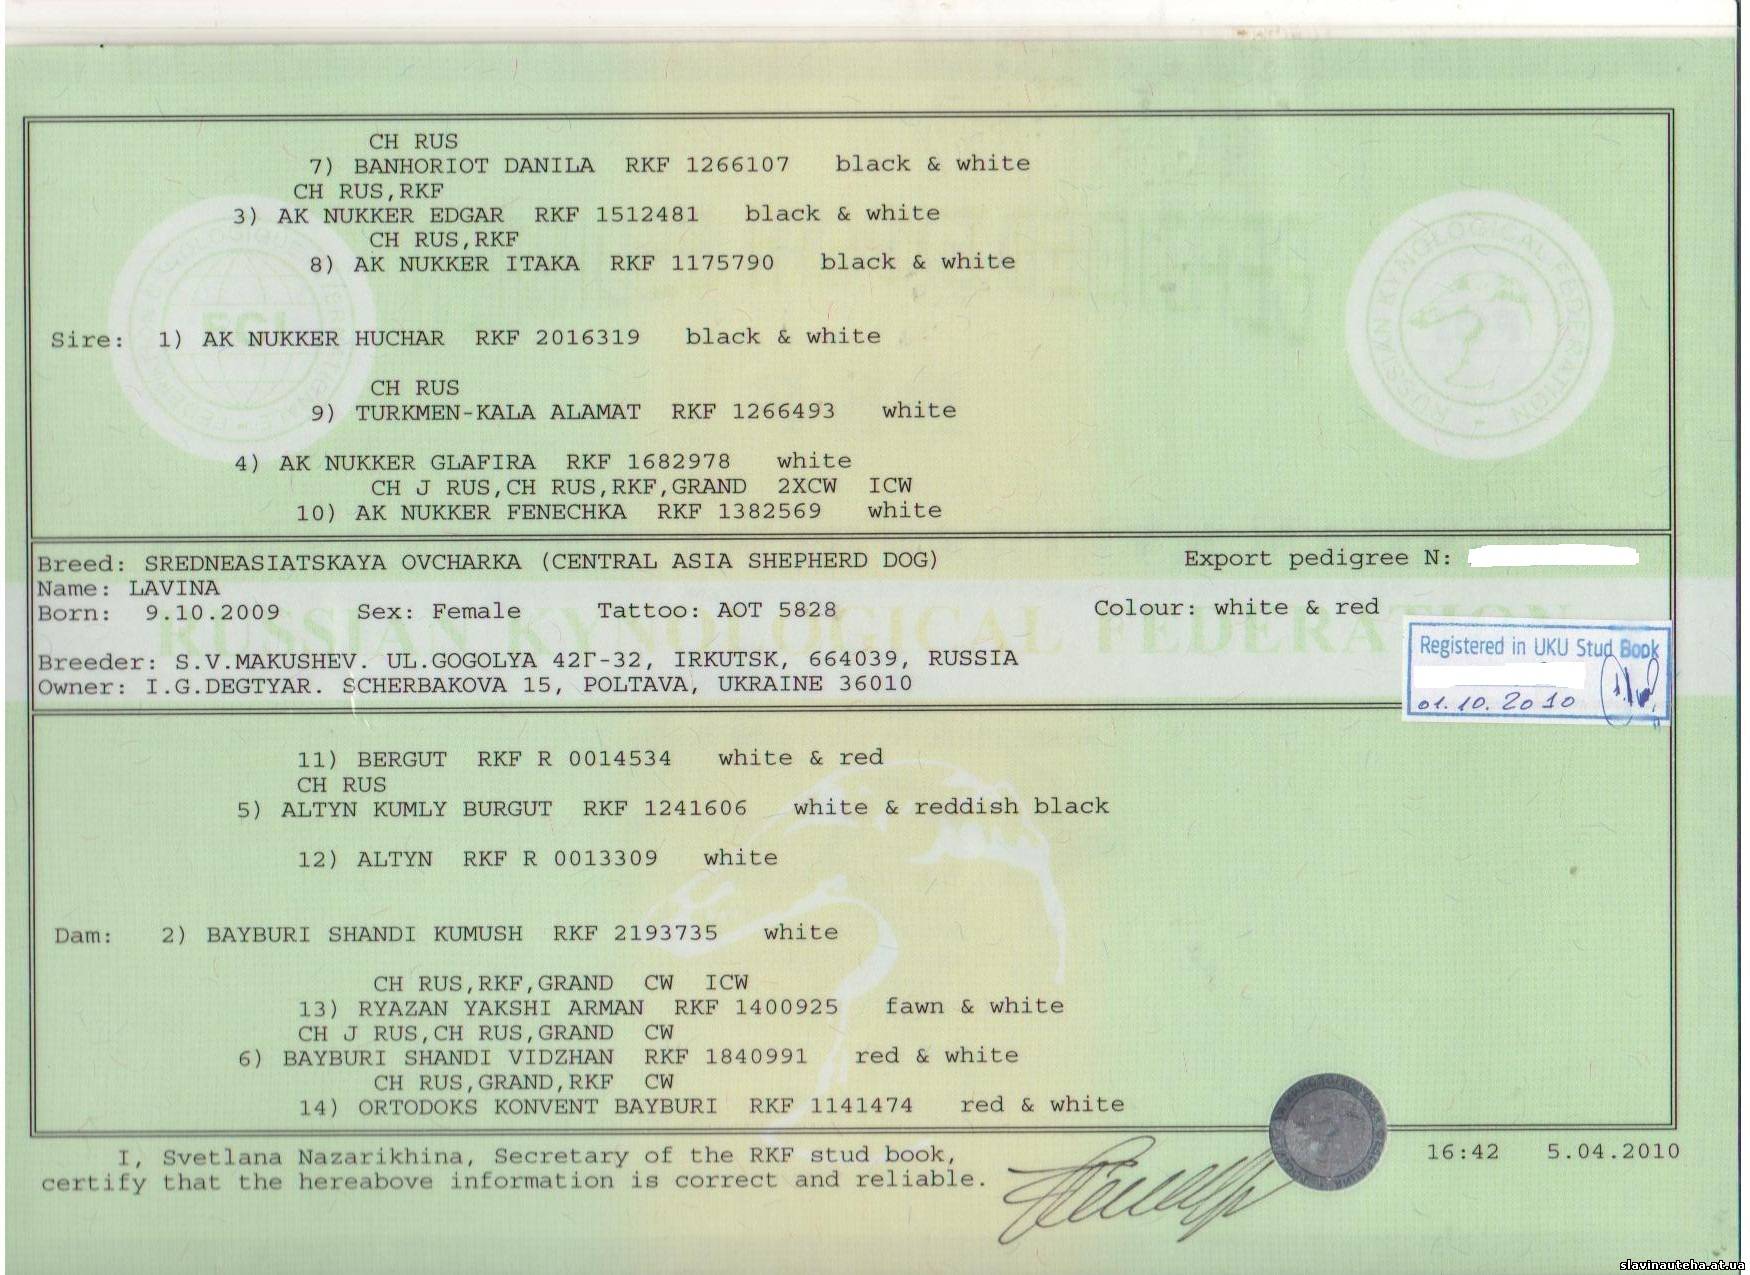 CH RUS
7) BANHORIOT DANILA RKF 1266107 black & white
CH RUS,RKF
3) AK NUKKER EDGAR RKF 1512481 black & white
CH RUS,RKF
8) AK NUKKER ITAKA RKF 1175790 black & white
Sire: 1) AK NUKKER HUCHAR RKF 2016319 black & white
CH RUS
9) TURKMEN-KALA ALAMAT RKF 1266493 white
4) AK NUKKER GLAFIRA RKF 1682978 white
CH J RUS,CH RUS,RKF,GRAND 2XCW ICW
10) AK NUKKER FENECHKA RKF 1382569 white
FCI
RUSSIAN KYNOLOGICAL FEDERATION
Breed: SREDNEASIATSKAYA OVCHARKA (CENTRAL ASIA SHEPHERD DOG) Export pedigree N:
Name: LAVINA
Born: 9.10.2009 Sex: Female Tattoo: AOT 5828 Colour: white & red
RUSSIAN KYNOLOGICAL FEDERATION
Breeder: S.V.MAKUSHEV. UL.GOGOLYA 42Г-32, IRKUTSK, 664039, RUSSIA
Owner: I.G.DEGTYAR. SCHERBAKOVA 15, POLTAVA, UKRAINE 36010
Registered in UKU Stud Book
01.10.2010
11) BERGUT RKF R 0014534 white & red
CH RUS
5) ALTYN KUMLY BURGUT RKF 1241606 white & reddish black
12) ALTYN RKF R 0013309 white
Dam: 2) BAYBURI SHANDI KUMUSH RKF 2193735 white
CH RUS,RKF,GRAND CW ICW
13) RYAZAN YAKSHI ARMAN RKF 1400925 fawn & white
CH J RUS,CH RUS,GRAND CW
6) BAYBURI SHANDI VIDZHAN RKF 1840991 red & white
CH RUS,GRAND,RKF CW
14) ORTODOKS KONVENT BAYBURI RKF 1141474 red & white
I, Svetlana Nazarikhina, Secretary of the RKF stud book,
certify that the hereabove information is correct and reliable.
16:42 5.04.2010
slavinauteha.at.ua